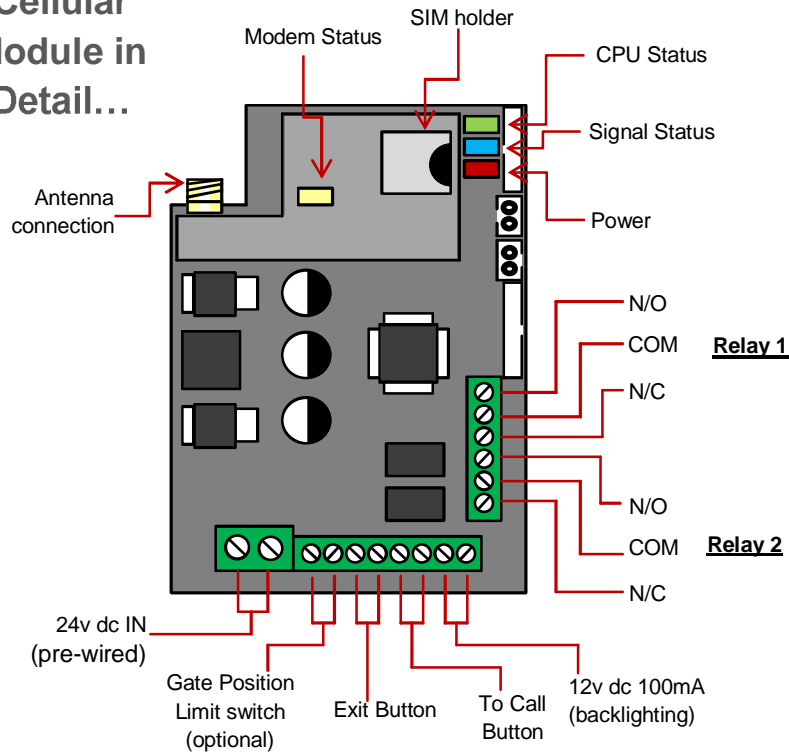 Cellular
Module in
Detail…
SIM holder
Modem Status
CPU Status
Signal Status
Antenna
connection
Power
N/O
COM
Relay 1
N/C
N/O
COM
Relay 2
N/C
24v dc IN
(pre-wired)
Gate Position
Limit switch
(optional)
Exit Button
To Call
Button
12v dc 100mA
(backlighting)